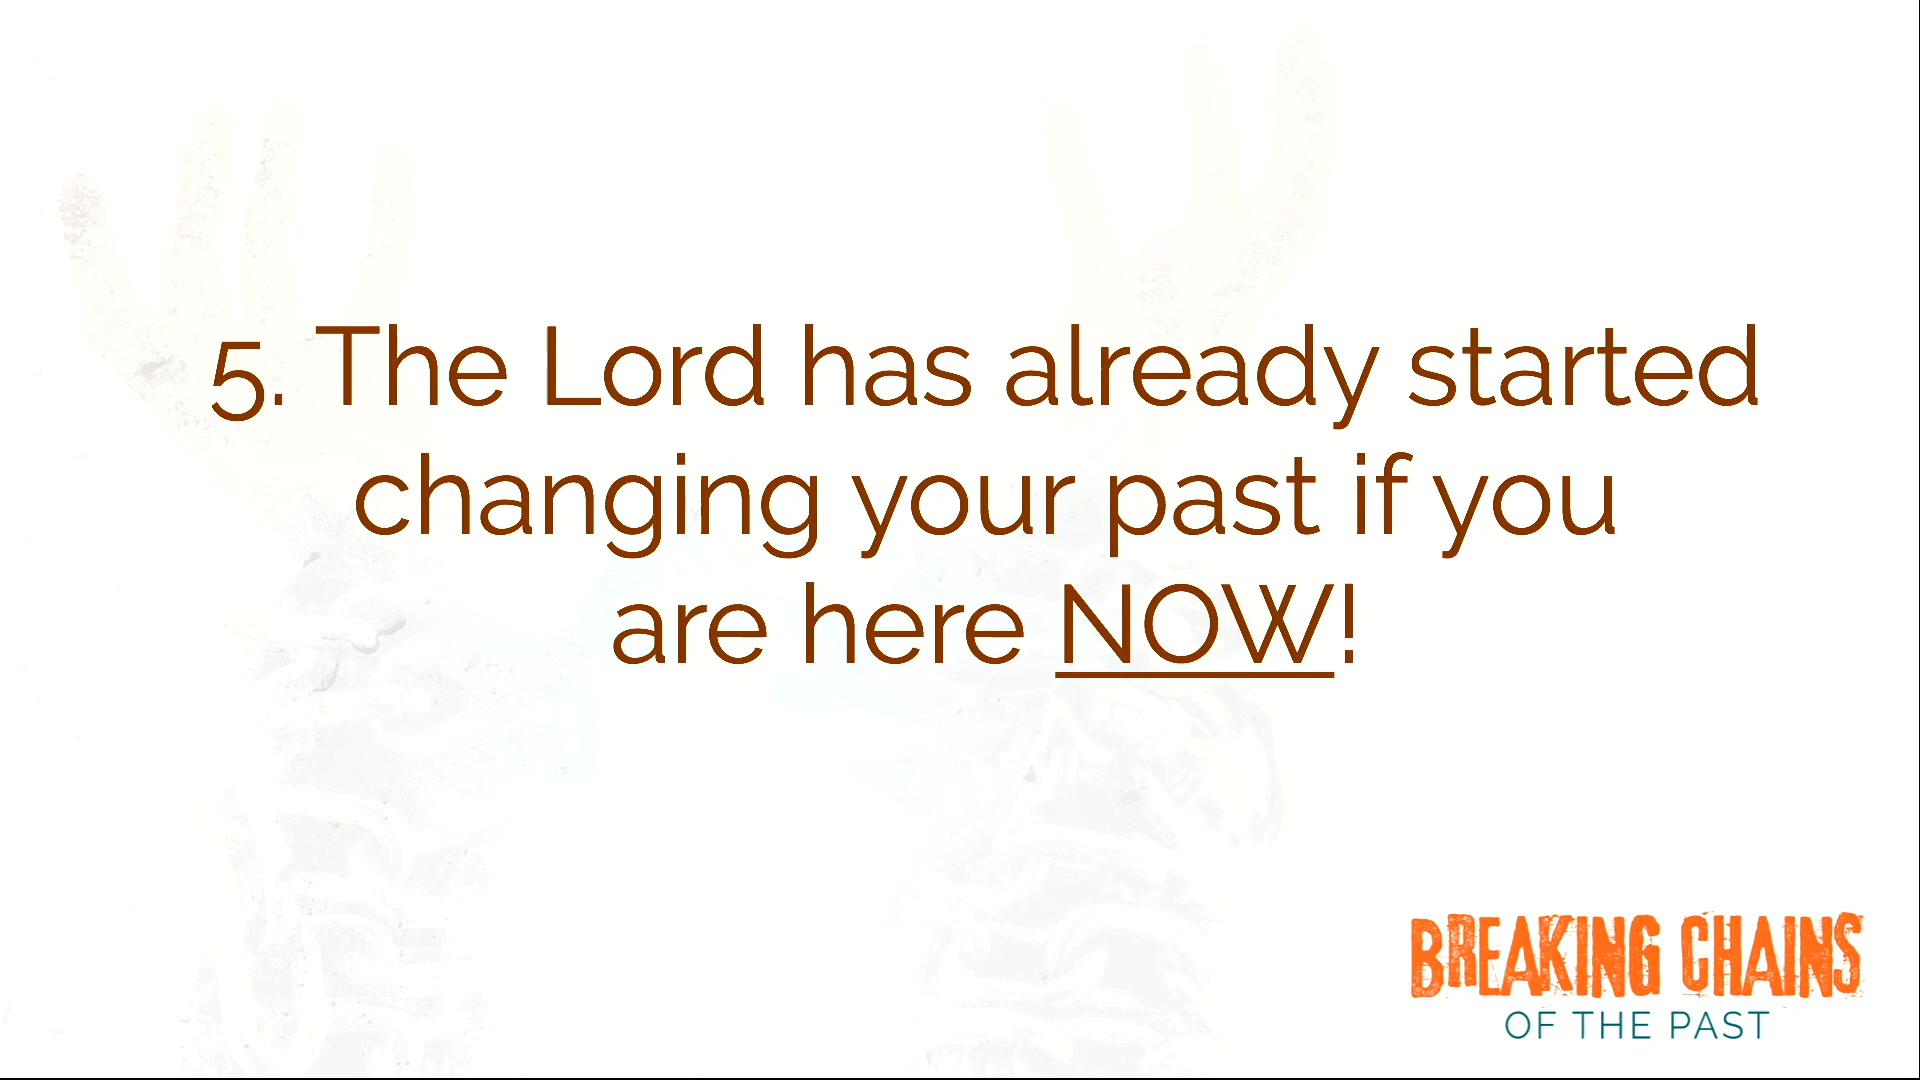 5. The Lord has already started
changing your past if you
are here NOW!
BREAKING CHAINS
OF THE PAST